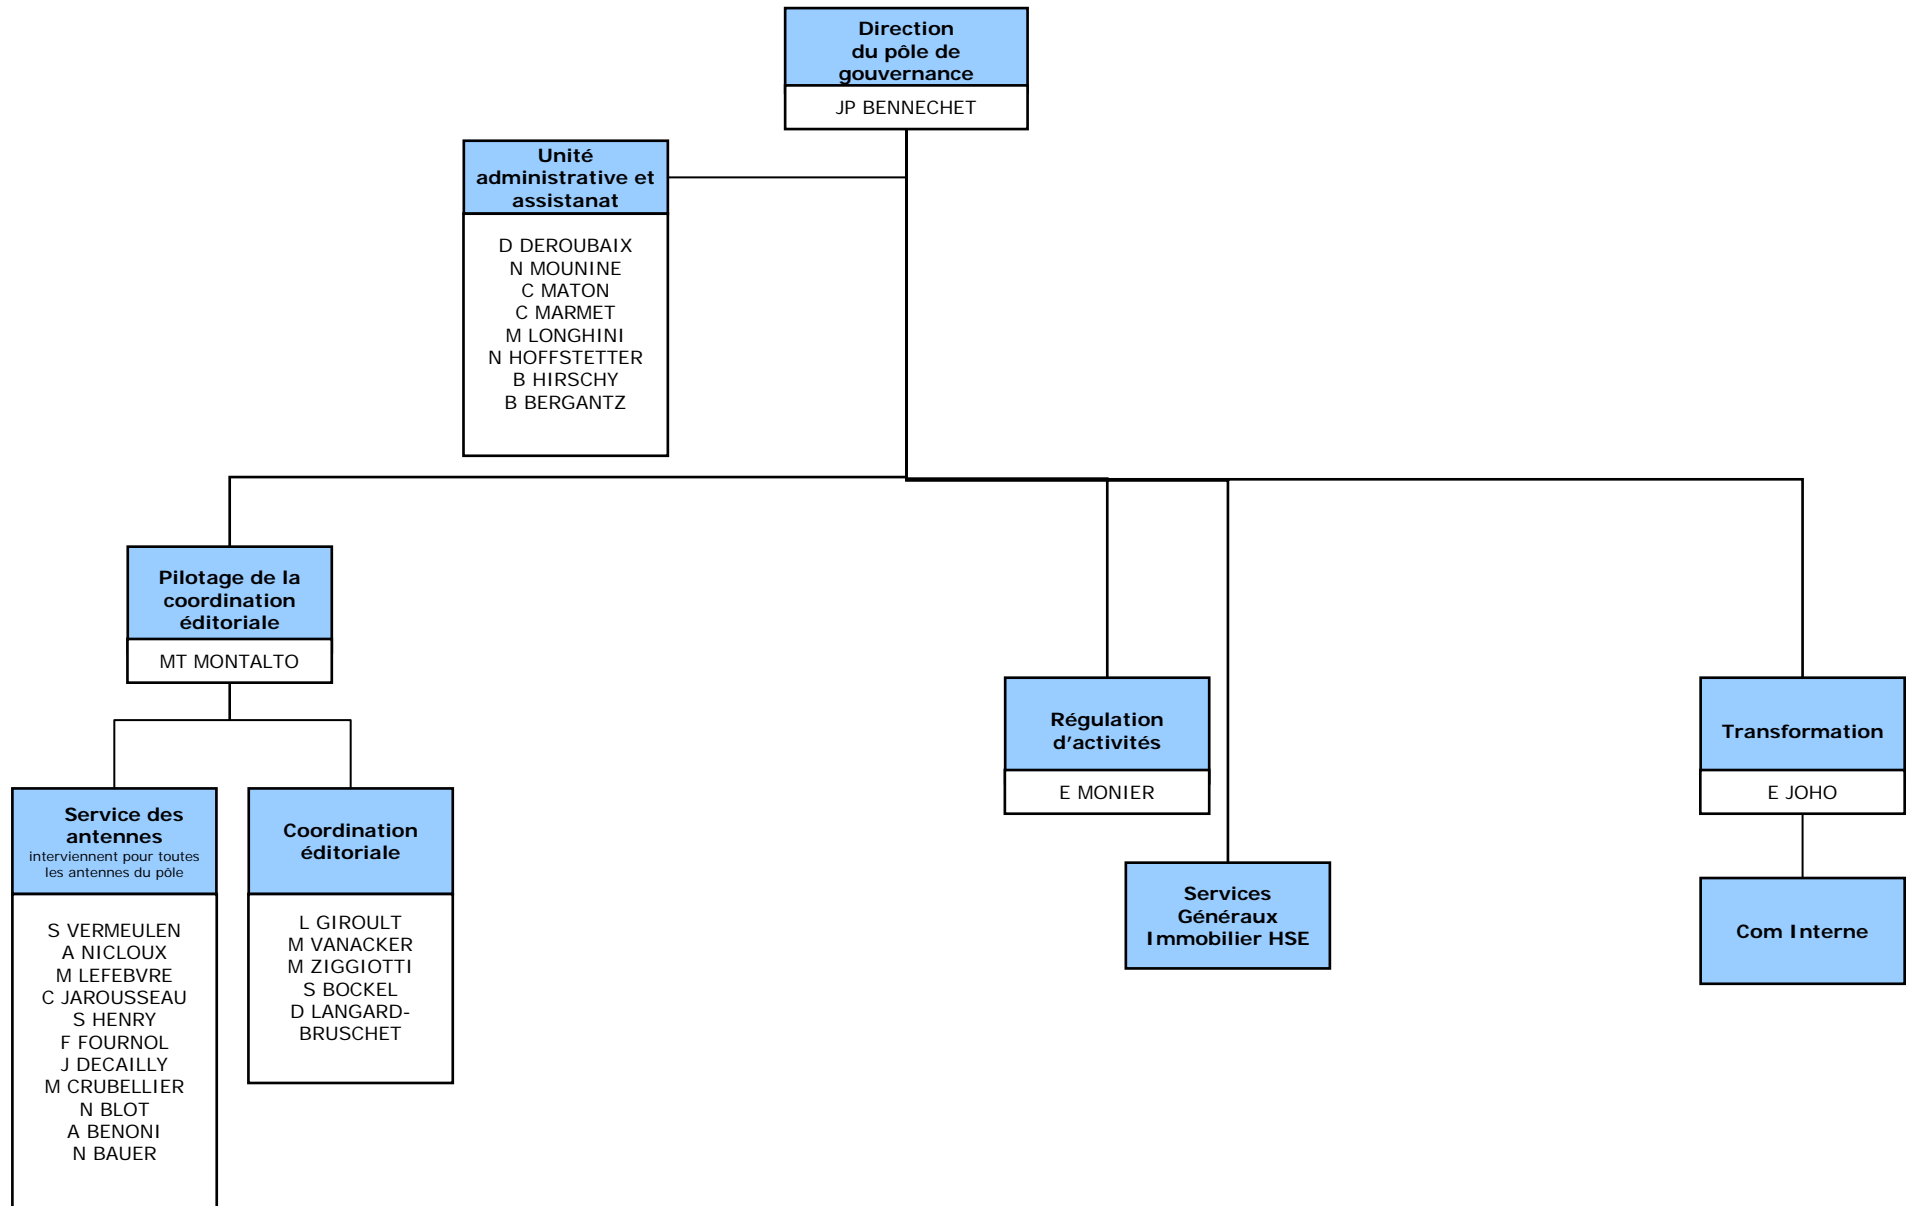 Direction
du pôle de
gouvernance
JP BENNECHET
Unité
administrative et
assistanat
D DEROUBAIX
N MOUNINE
C MATON
C MARMET
M LONGHINI
N HOFFSTETTER
B HIRSCHY
B BERGANTZ
Pilotage de la
coordination
éditoriale
MT MONTALTO
Service des
antennes
interviennent pour toutes
les antennes du pôle
S VERMEULEN
A NICLOUX
M LEFEBVRE
C JAROUSSEAU
S HENRY
F FOURNOL
J DECAILLY
M CRUBELLIER
N BLOT
A BENONI
N BAUER
Coordination
éditoriale
L GIROULT
M VANACKER
M ZIGGIOTTI
S BOCKEL
D LANGARD-
BRUSCHET
Régulation
d'activités
E MONIER
Services
Généraux
Immobilier HSE
Transformation
E JOHO
Com Interne